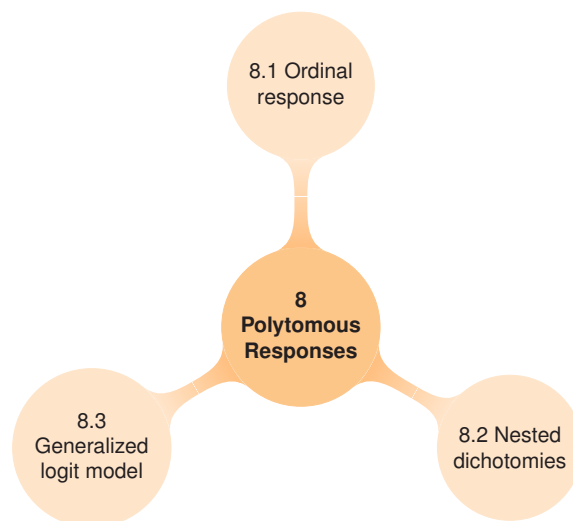 8.1 Ordinal
response
8
Polytomous
Responses
8.2 Nested
dichotomies
8.3
Generalized
logit model